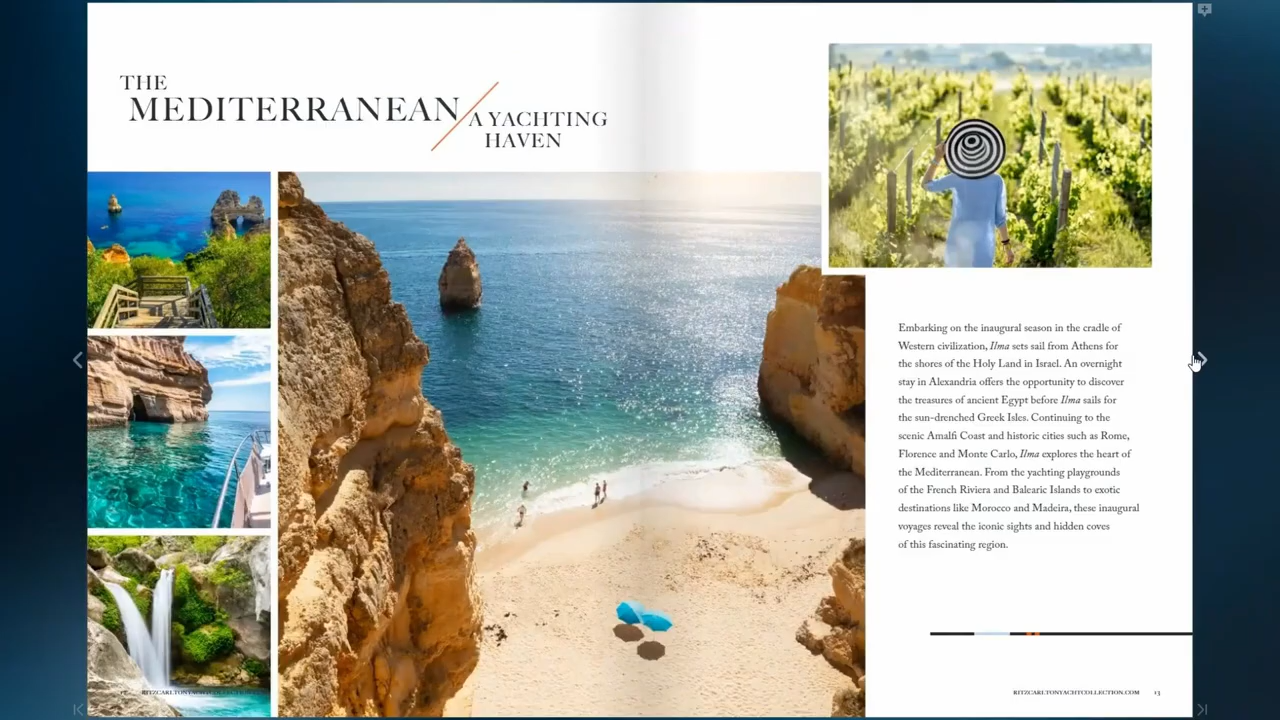 THE
MEDITERRANEAN
A YACHTING
HAVEN
Embarking on the inaugural season in the cradle of
Western civilization, Ilma sets sail from Athens for
the shores of the Holy Land in Israel. An overnight
stay in Alexandria offers the opportunity to discover
the treasures of ancient Egypt before Ilma sails for
the sun-drenched Greek Isles. Continuing to the
scenic Amalfi Coast and historic cities such as Rome,
Florence and Monte Carlo, Ilma explores the heart of
the Mediterranean. From the yachting playgrounds
of the French Riviera and Balearic Islands to exotic
destinations like Morocco and Madeira, these inaugural
voyages reveal the iconic sights and hidden coves
of this fascinating region.
RITZCARLTONYACHTCOLLECTION.COM 13